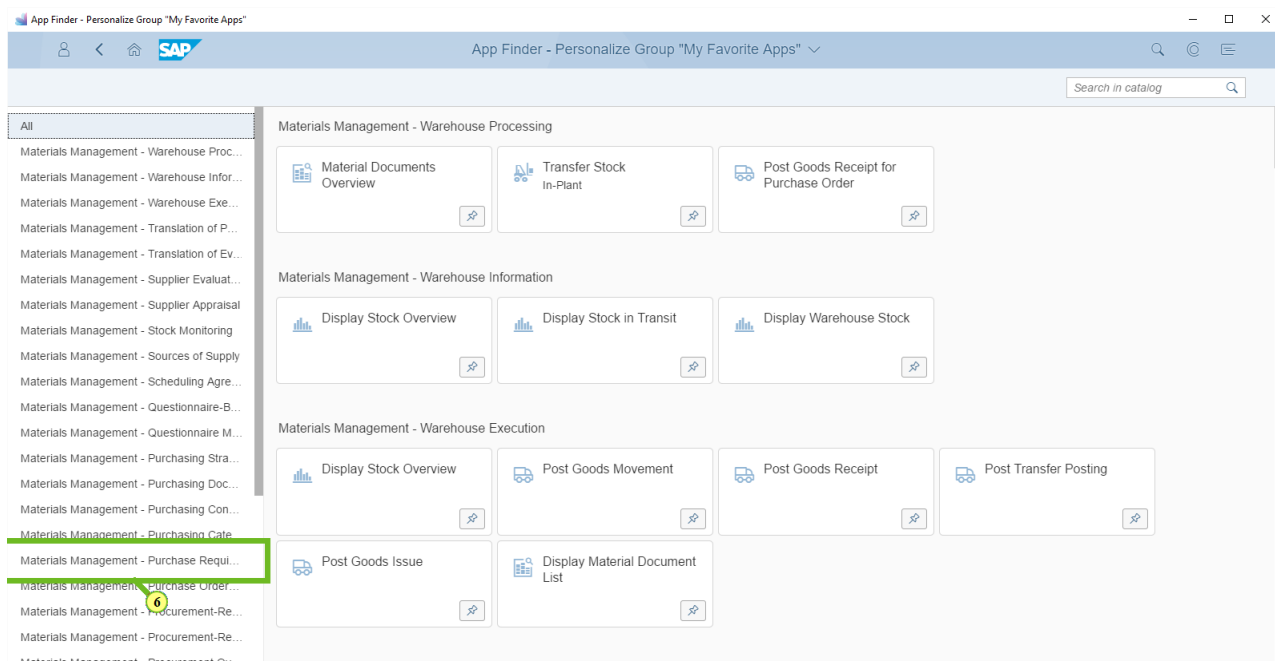 App Finder - Personalize Group "My Favorite Apps"
SAP
App Finder - Personalize Group "My Favorite Apps"
Search in catalog
All
Materials Management - Warehouse Proc...
Materials Management - Warehouse Infor...
Materials Management - Warehouse Exe...
Materials Management - Translation of P...
Materials Management - Translation of Ev...
Materials Management - Supplier Evaluat...
Materials Management - Supplier Appraisal
Materials Management - Stock Monitoring
Materials Management - Sources of Supply
Materials Management - Scheduling Agre...
Materials Management - Questionnaire-B...
Materials Management - Questionnaire M...
Materials Management - Purchasing Stra...
Materials Management - Purchasing Doc...
Materials Management - Purchasing Con...
Materials Management - Purchasing Cate...
Materials Management - Purchase Requi...
Materials Management - Purchase Order...
6
Materials Management - Procurement-Re...
Materials Management - Procurement-Re...
Materials Management - Procurement Ov...
Materials Management - Warehouse Processing
Material Documents
Overview
Transfer Stock
In-Plant
Post Goods Receipt for
Purchase Order
Materials Management - Warehouse Information
Display Stock Overview
Display Stock in Transit
Display Warehouse Stock
Materials Management - Warehouse Execution
Display Stock Overview
Post Goods Movement
Post Goods Receipt
Post Transfer Posting
Post Goods Issue
Display Material Document
List